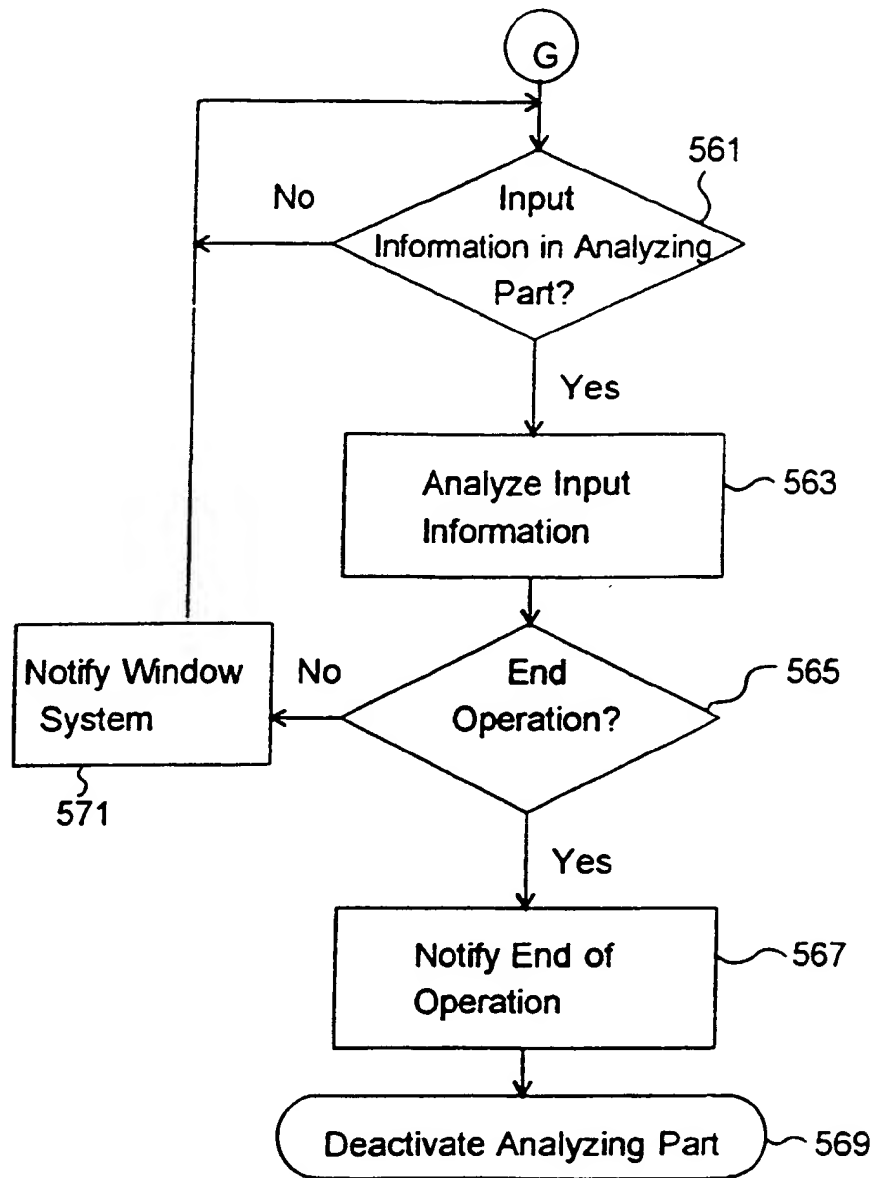 G
561
No
Input
Information in Analyzing
Part?
Yes
Analyze Input
Information
563
Notify Window
System
571
No
End
Operation?
565
Yes
Notify End of
Operation
567
Deactivate Analyzing Part
569